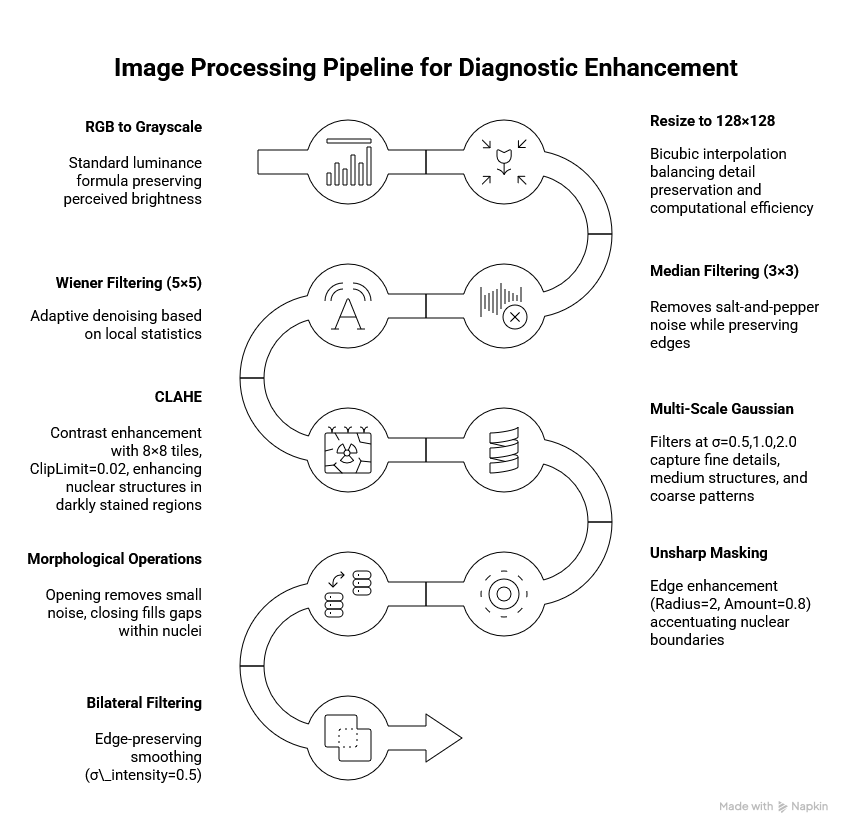 Image Processing Pipeline for Diagnostic Enhancement
RGB to Grayscale
Standard luminance
formula preserving
perceived brightness
Resize to 128×128
Bicubic interpolation
balancing detail
preservation and
computational efficiency
Wiener Filtering (5×5)
Adaptive denoising based
on local statistics
Median Filtering (3×3)
Removes salt-and-pepper
noise while preserving
edges
CLAHE
Contrast enhancement
with 8×8 tiles,
ClipLimit=0.02, enhancing
nuclear structures in
darkly stained regions
Multi-Scale Gaussian
Filters at σ=0.5,1.0,2.0
capture fine details,
medium structures, and
coarse patterns
Morphological Operations
Opening removes small
noise, closing fills gaps
within nuclei
Unsharp Masking
Edge enhancement
(Radius=2, Amount=0.8)
accentuating nuclear
boundaries
Bilateral Filtering
Edge-preserving
smoothing
(σ\_intensity=0.5)
Made with Napkin